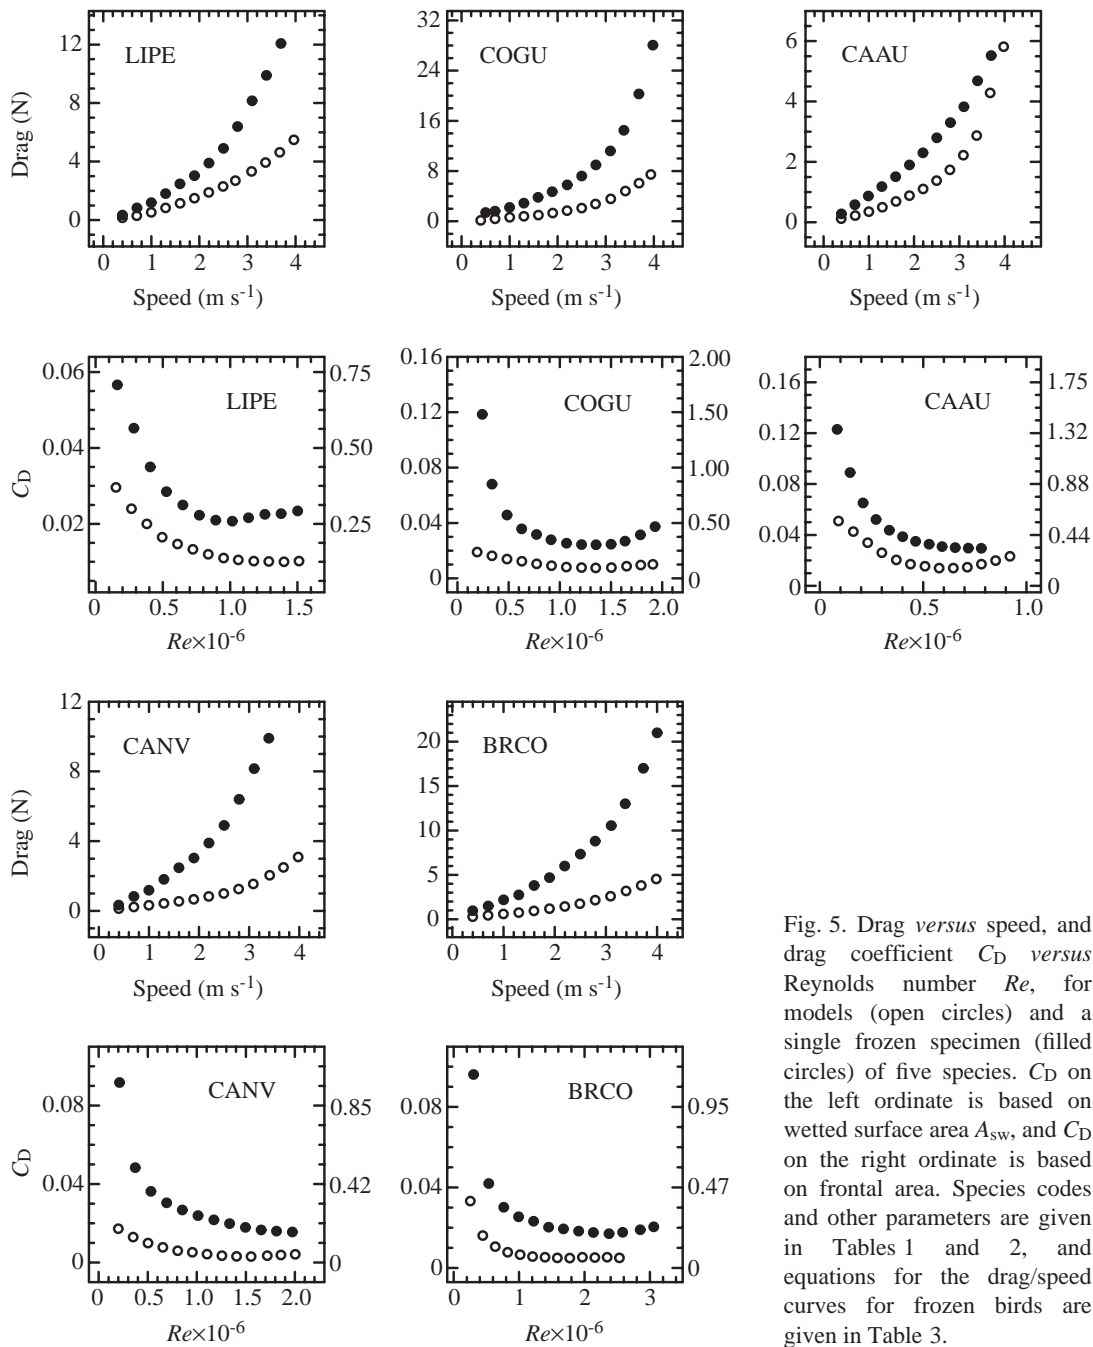 LIPE
Drag (N)
12
8
4
0
0 1 2 3 4
Speed (m s-1)
COGU
32
24
16
8
0
0 1 2 3 4
Speed (m s-1)
CAAU
6
4
2
0
0 1 2 3 4
Speed (m s-1)
LIPE
CD
0.06
0.04
0.02
0.75
0.50
0.25
0 0.5 1.0 1.5
Re×10-6
COGU
0.16
0.12
0.08
0.04
0
2.00
1.50
1.00
0.50
0
0 0.5 1.0 1.5 2.0
Re×10-6
CAAU
0.16
0.12
0.08
0.04
0
1.75
1.32
0.88
0.44
0
0 0.5 1.0
Re×10-6
CANV
Drag (N)
12
8
4
0
0 1 2 3 4
Speed (m s-1)
BRCO
20
15
10
5
0
0 1 2 3 4
Speed (m s-1)
CANV
CD
0.08
0.04
0
0.85
0.42
0
0 0.5 1.0 1.5 2.0
Re×10-6
BRCO
0.08
0.04
0
0.95
0.47
0
0 1 2 3
Re×10-6
Fig. 5. Drag versus speed, and
drag coefficient CD versus
Reynolds number Re, for
models (open circles) and a
single frozen specimen (filled
circles) of five species. CD on
the left ordinate is based on
wetted surface area Asw, and CD
on the right ordinate is based
on frontal area. Species codes
and other parameters are given
in Tables 1 and 2, and
equations for the drag/speed
curves for frozen birds are
given in Table 3.